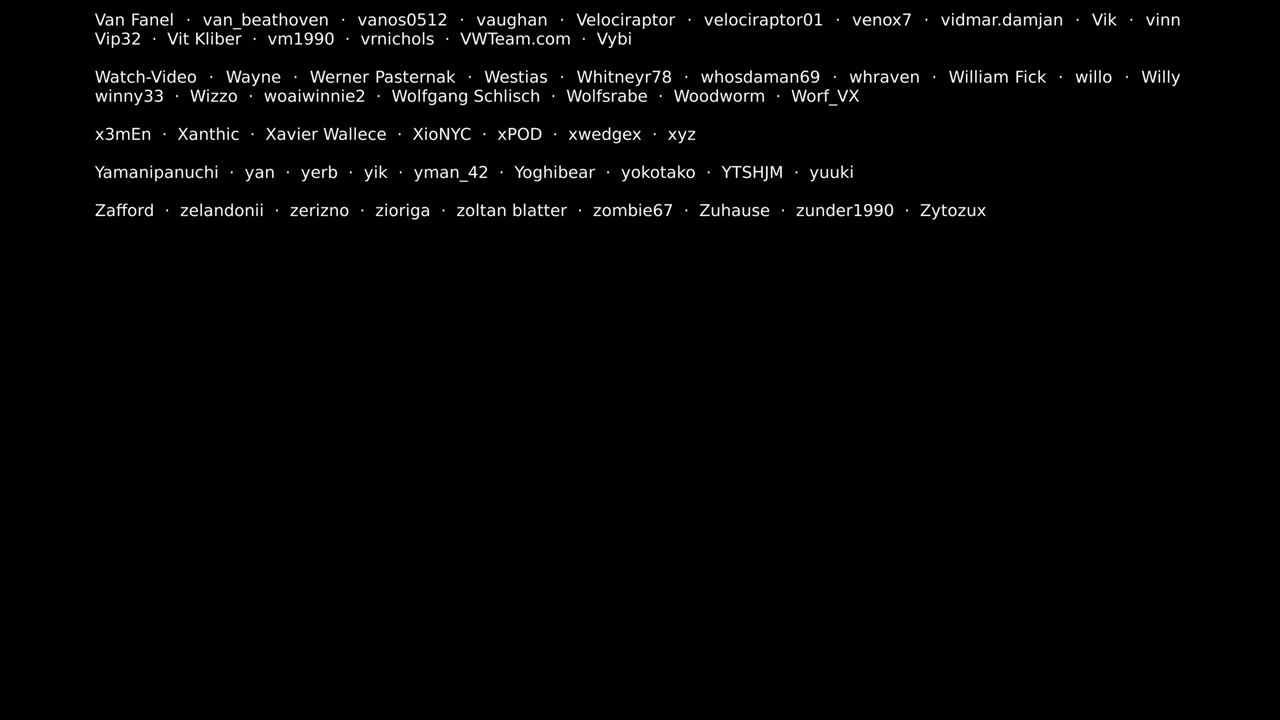 Van Fanel · van_beathoven · vanos0512 · vaughan · Velociraptor · velociraptor01 · venox7 · vidmar.damjan · Vik · vinn
Vip32 · Vit Kliber · vm1990 · vrnichols · VWTeam.com · Vybi
Watch-Video · Wayne · Werner Pasternak · Westias · Whitneyr78 · whosdaman69 · whraven · William Fick · willo · Willy
winny33 · Wizzo · woaiwinnie2 · Wolfgang Schlisch · Wolfsrabe · Woodworm · Worf_VX
x3mEn · Xanthic · Xavier Wallece · XioNYC · xPOD · xwedgex · xyz
Yamanipanuchi · yan · yerb · yik · yman_42 · Yoghibear · yokotako · YTSHJM · yuuki
Zafford · zelandonii · zerizno · zioriga · zoltan blatter · zombie67 · Zuhause · zunder1990 · Zytozux